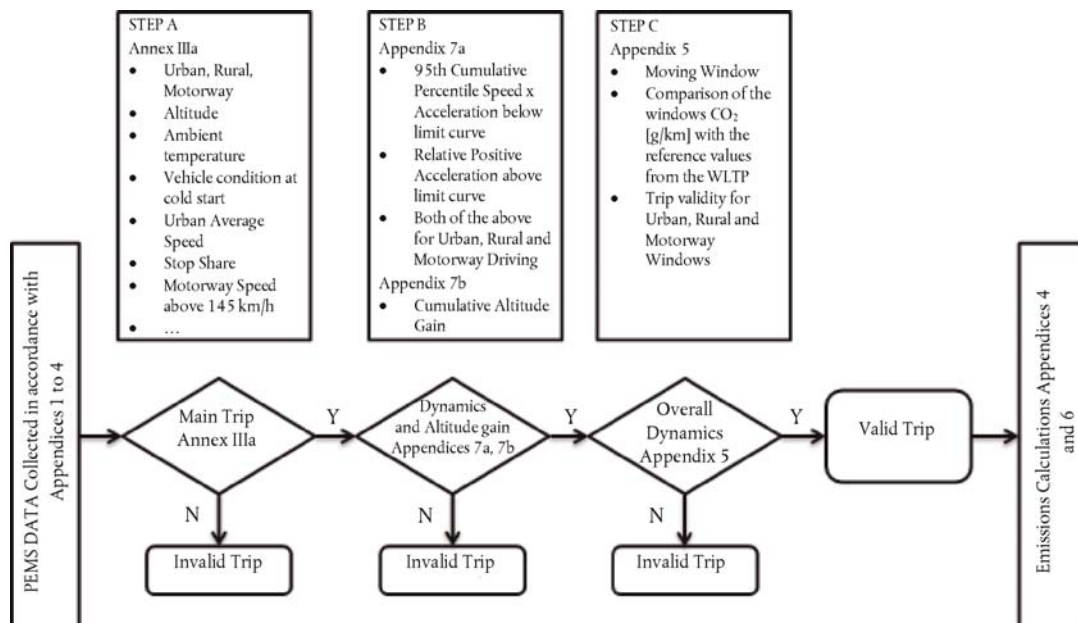 STEP A
Annex IIIa
• Urban, Rural,
Motorway
• Altitude
• Ambient
temperature
• Vehicle condition at
cold start
• Urban Average
Speed
• Stop Share
• Motorway Speed
above 145 km/h
• ...
STEP B
Appendix 7a
• 95th Cumulative
Percentile Speed x
Acceleration below
limit curve
• Relative Positive
Acceleration above
limit curve
• Both of the above
for Urban, Rural and
Motorway Driving
Appendix 7b
• Cumulative Altitude
Gain
STEP C
Appendix 5
• Moving Window
• Comparison of the
windows CO₂
[g/km] with the
reference values
from the WLTP
• Trip validity for
Urban, Rural and
Motorway
Windows
PEMS DATA Collected in accordance with
Appendices 1 to 4
Main Trip
Annex IIIa
Y
N
Invalid Trip
Dynamics
and Altitude gain
Appendices 7a, 7b
Y
N
Invalid Trip
Overall
Dynamics
Appendix 5
Y
N
Invalid Trip
Valid Trip
Emissions Calculations Appendices 4
and 6